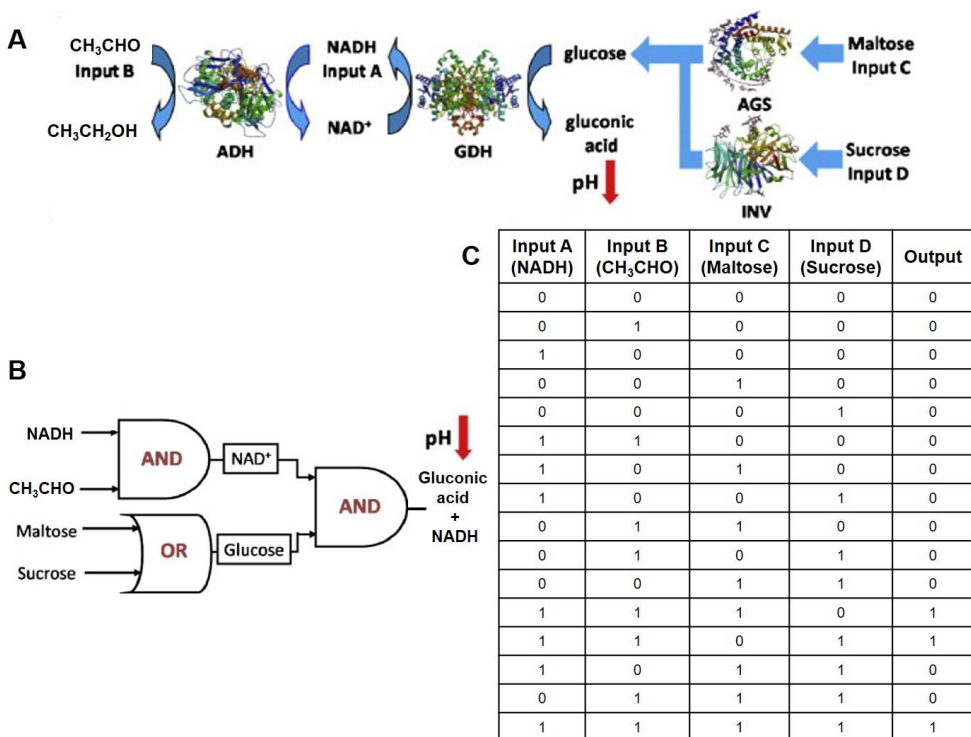 A
CH₃CHO
Input B
CH₃CH₂OH
ADH
NADH
Input A
NAD⁺
GDH
glucose
gluconic
acid
pH
AGS
INV
Maltose
Input C
Sucrose
Input D
B
NADH
CH₃CHO
AND
NAD⁺
Maltose
Sucrose
OR
Glucose
AND
pH
Gluconic
acid
+
NADH
C
Input A (NADH) Input B (CH₃CHO) Input C (Maltose) Input D (Sucrose) Output
0 0 0 0 0
0 1 0 0 0
1 0 0 0 0
0 0 1 0 0
0 0 0 1 0
1 1 0 0 0
1 0 1 0 0
1 0 0 1 0
0 1 1 0 0
0 1 0 1 0
0 0 1 1 0
1 1 1 0 1
1 1 0 1 1
1 0 1 1 0
0 1 1 1 0
1 1 1 1 1